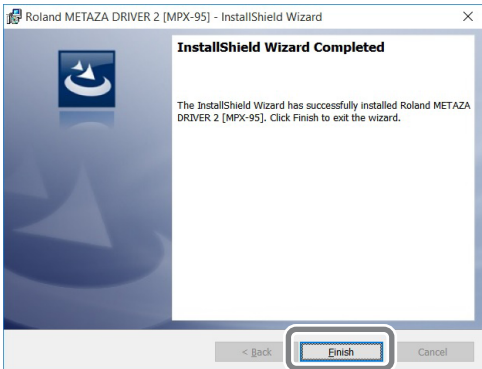 Roland METAZA DRIVER 2 [MPX-95] - InstallShield Wizard
InstallShield Wizard Completed
The InstallShield Wizard has successfully installed Roland METAZA
DRIVER 2 [MPX-95]. Click Finish to exit the wizard.
< Back Finish Cancel